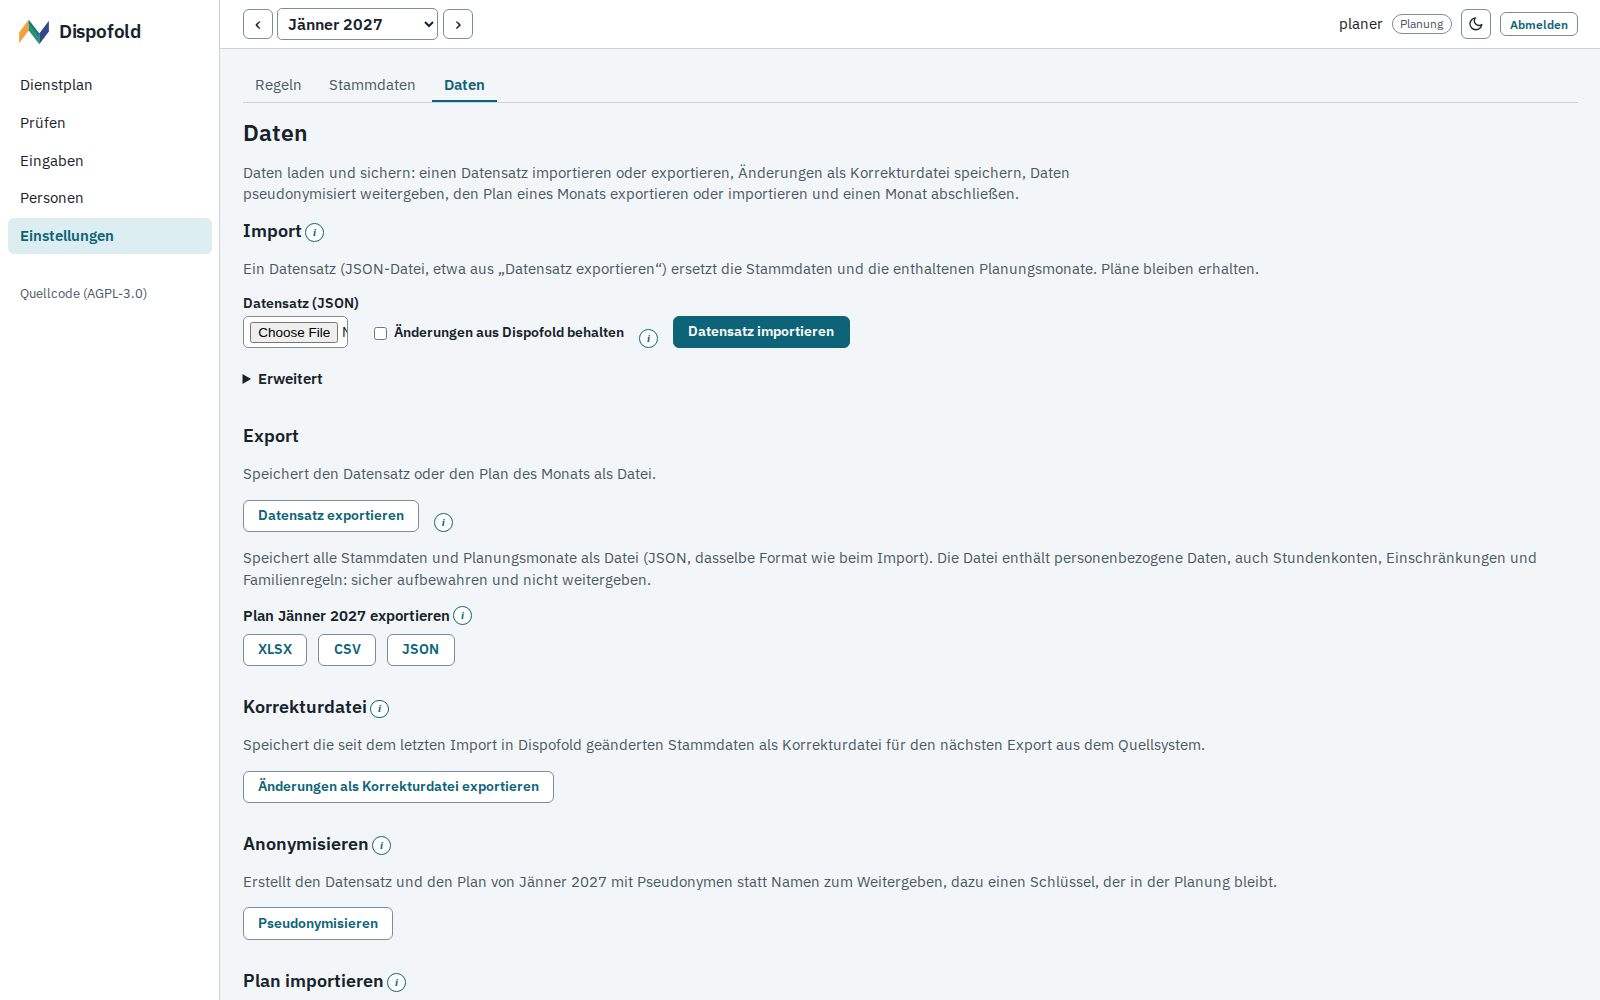 Dispofold
Dienstplan
Prüfen
Eingaben
Personen
Einstellungen
Quellcode (AGPL-3.0)
‹ Jänner 2027 ›
planer Planung Abmelden
Regeln Stammdaten Daten
Daten
Daten laden und sichern: einen Datensatz importieren oder exportieren, Änderungen als Korrekturdatei speichern, Daten
pseudonymisiert weitergeben, den Plan eines Monats exportieren oder importieren und einen Monat abschließen.
Import i
Ein Datensatz (JSON-Datei, etwa aus „Datensatz exportieren“) ersetzt die Stammdaten und die enthaltenen Planungsmonate. Pläne bleiben erhalten.
Datensatz (JSON)
Choose File Änderungen aus Dispofold behalten i Datensatz importieren
Erweitert
Export
Speichert den Datensatz oder den Plan des Monats als Datei.
Datensatz exportieren i
Speichert alle Stammdaten und Planungsmonate als Datei (JSON, dasselbe Format wie beim Import). Die Datei enthält personenbezogene Daten, auch Stundenkonten, Einschränkungen und
Familienregeln: sicher aufbewahren und nicht weitergeben.
Plan Jänner 2027 exportieren i
XLSX CSV JSON
Korrekturdatei i
Speichert die seit dem letzten Import in Dispofold geänderten Stammdaten als Korrekturdatei für den nächsten Export aus dem Quellsystem.
Änderungen als Korrekturdatei exportieren
Anonymisieren i
Erstellt den Datensatz und den Plan von Jänner 2027 mit Pseudonymen statt Namen zum Weitergeben, dazu einen Schlüssel, der in der Planung bleibt.
Pseudonymisieren
Plan importieren i